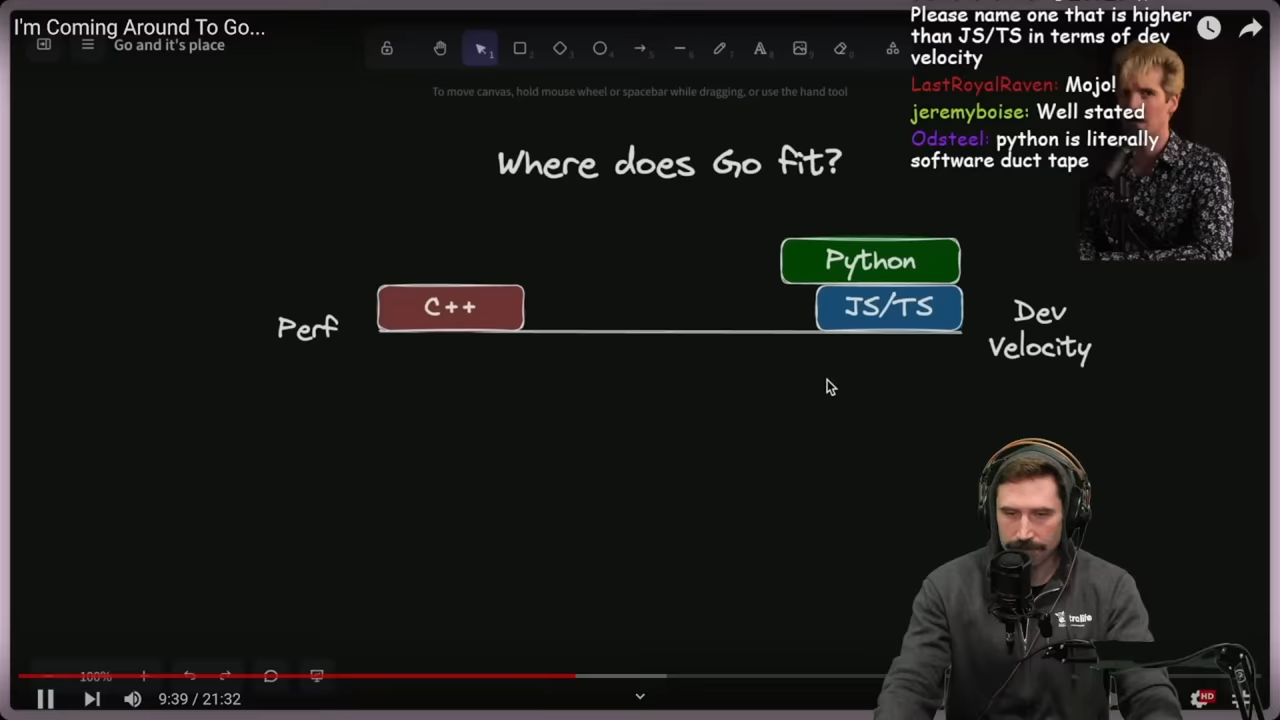 I'm Coming Around To Go...
Go and it's place
Please name one that is higher
than JS/TS in terms of dev
velocity
LastRoyalRaven: Mojo!
jeremyboise: Well stated
Odsteel: python is literally
software duct tape
To move canvas, hold mouse wheel or spacebar while dragging, or use the hand tool
Where does Go fit?
Python
C++
JS/TS
Perf
Dev
Velocity
100%
9:39 / 21:32
HD